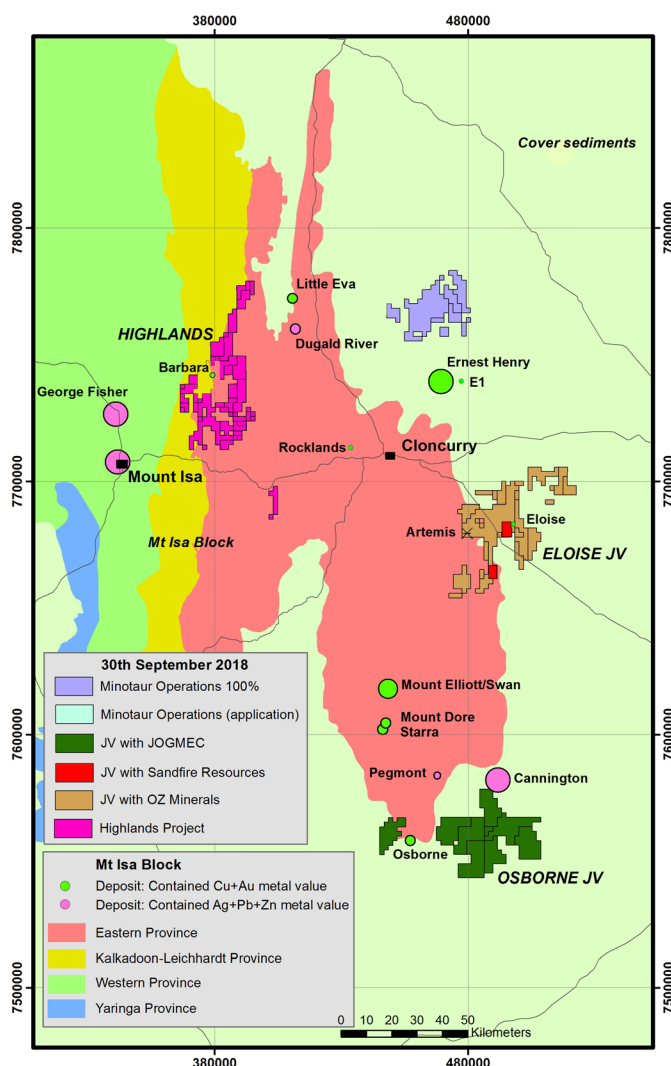 380000
480000
7800000
7800000
Cover sediments
Little Eva
HIGHLANDS
Dugald River
Ernest Henry
Barbara
E1
George Fisher
Rocklands
Cloncurry
7700000
7700000
Mount Isa
Eloise
Artemis
Mt Isa Block
ELOISE JV
30th September 2018
Minotaur Operations 100%
Minotaur Operations (application)
JV with JOGMEC
JV with Sandfire Resources
JV with OZ Minerals
Highlands Project
Mount Elliott/Swan
Mount Dore
Starra
7600000
7600000
Pegmont
Cannington
Osborne
OSBORNE JV
Mt Isa Block
Deposit: Contained Cu+Au metal value
Deposit: Contained Ag+Pb+Zn metal value
Eastern Province
Kalkadoon-Leichhardt Province
Western Province
Yaringa Province
7500000
7500000
0 10 20 30 40 50
Kilometers
380000
480000